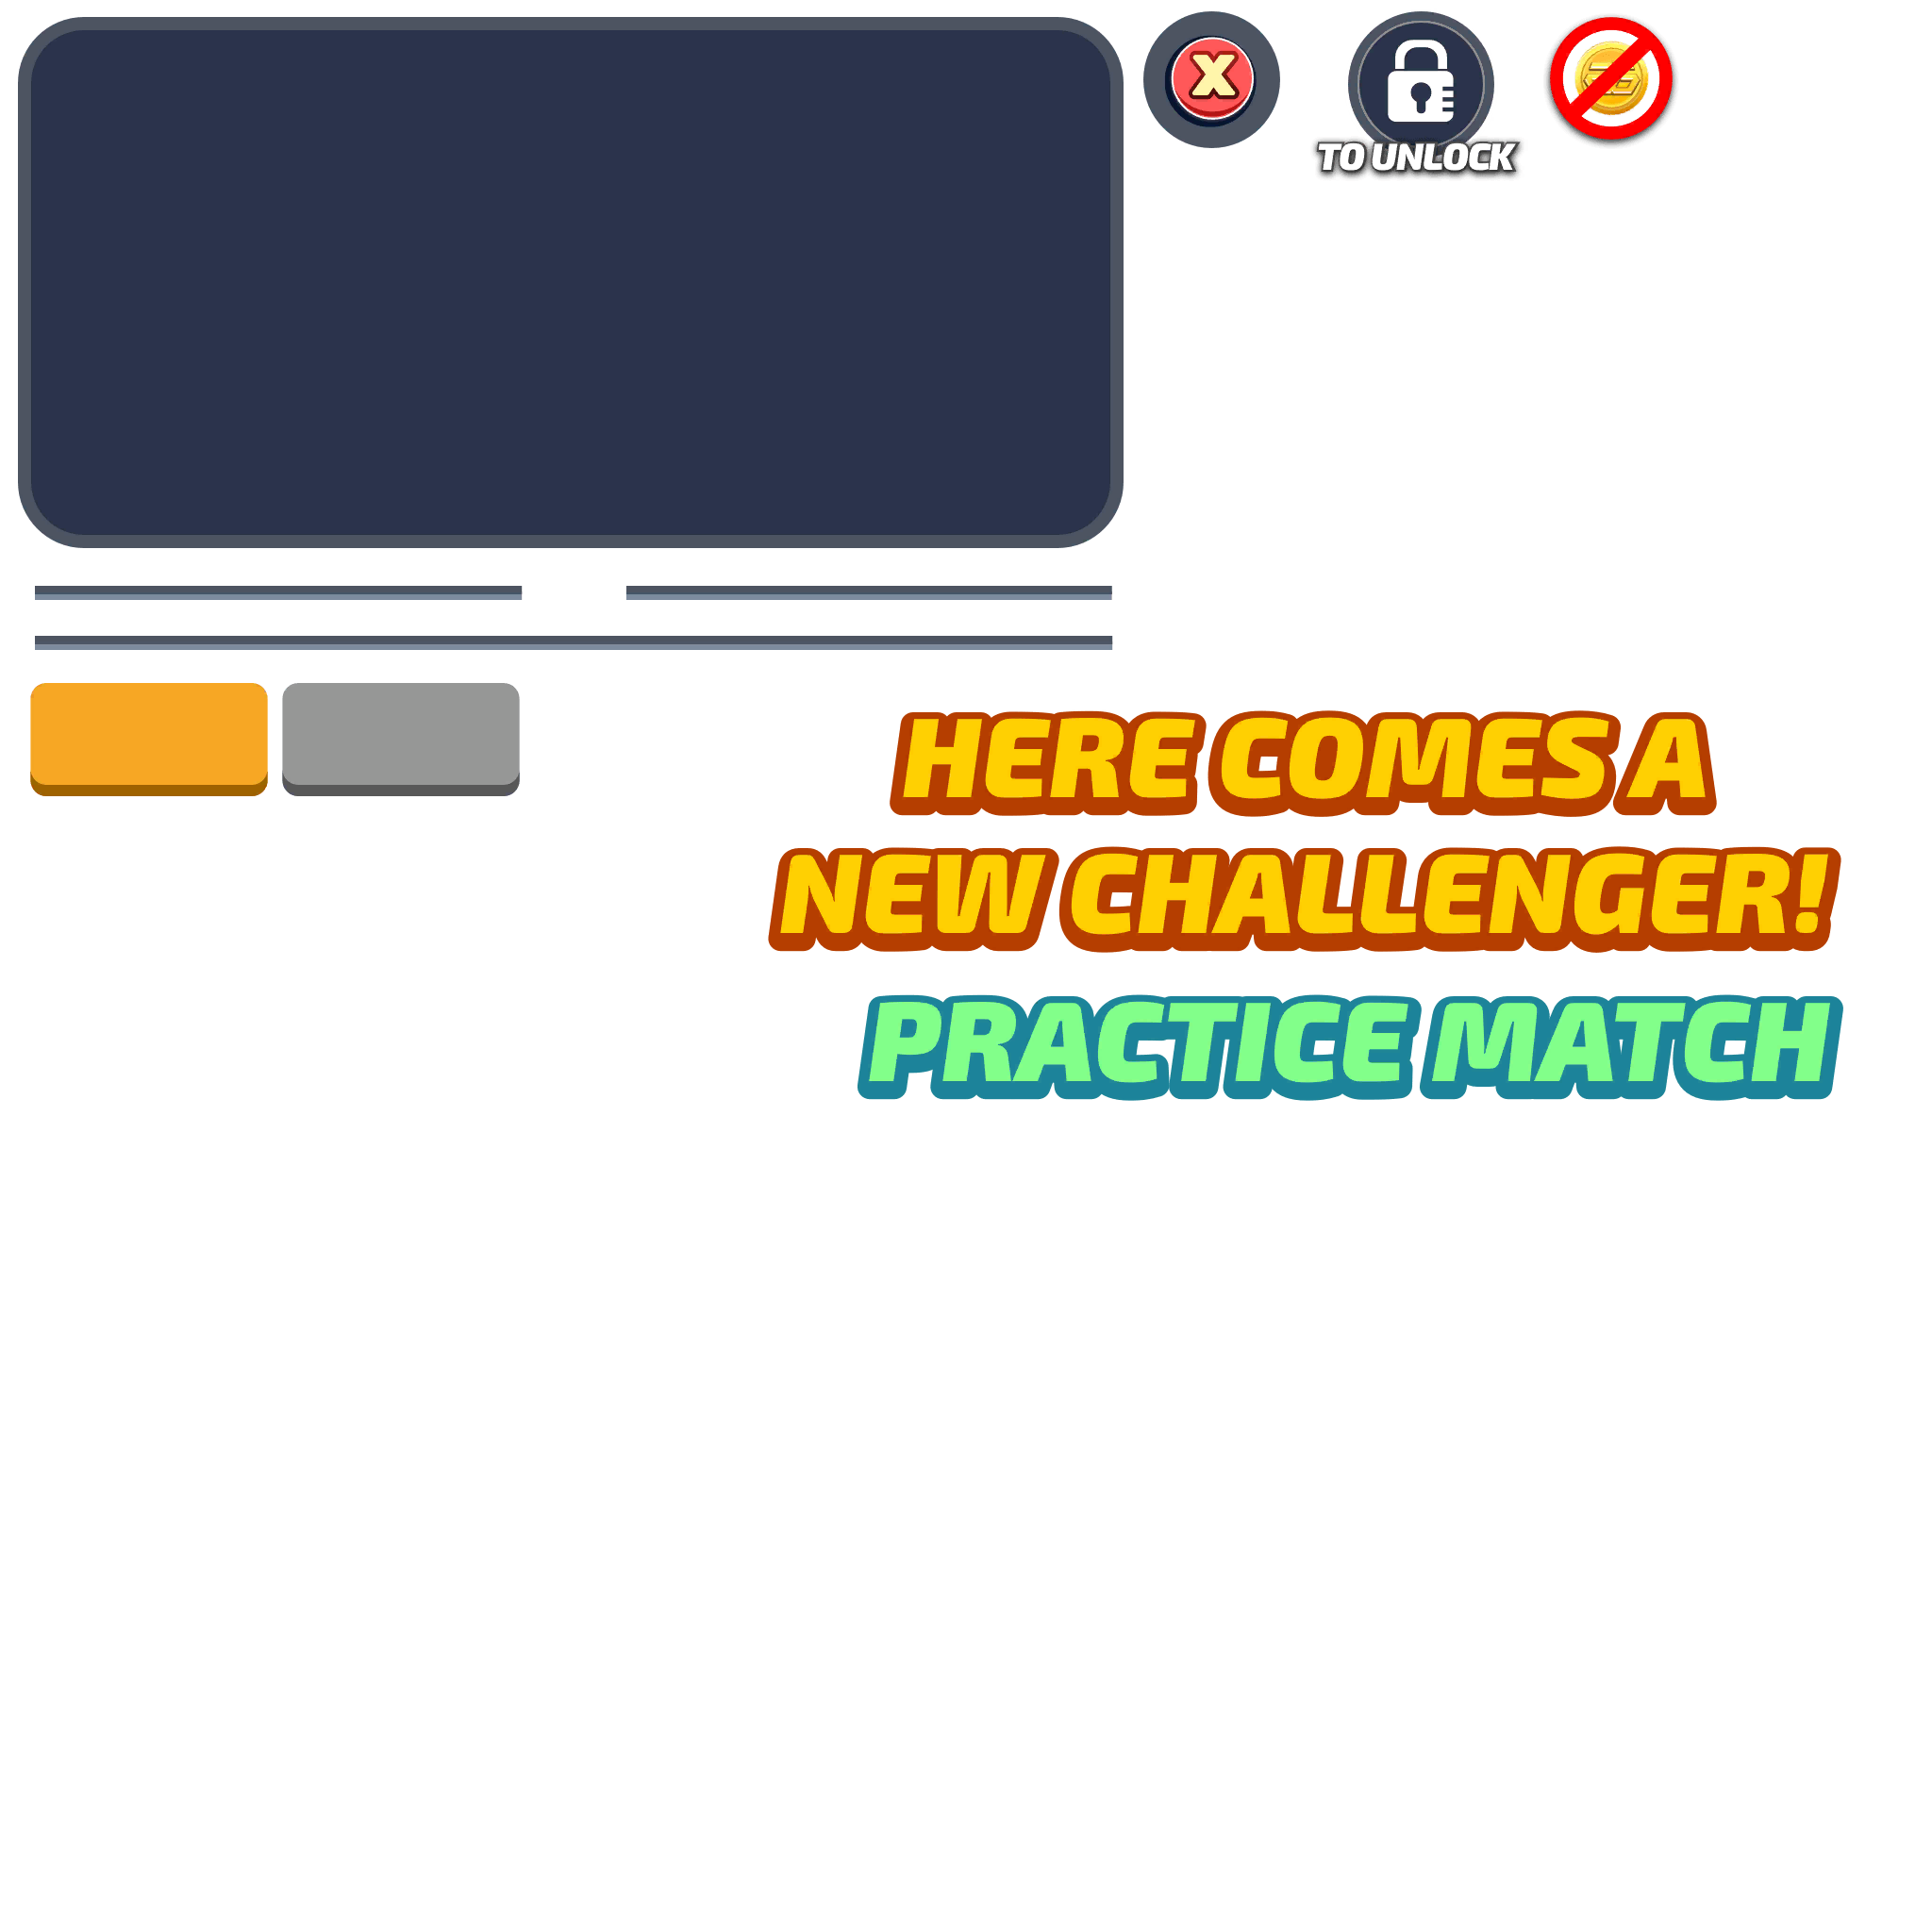 X
TO UNLOCK
HERE COMES A
NEW CHALLENGER!
PRACTICE MATCH